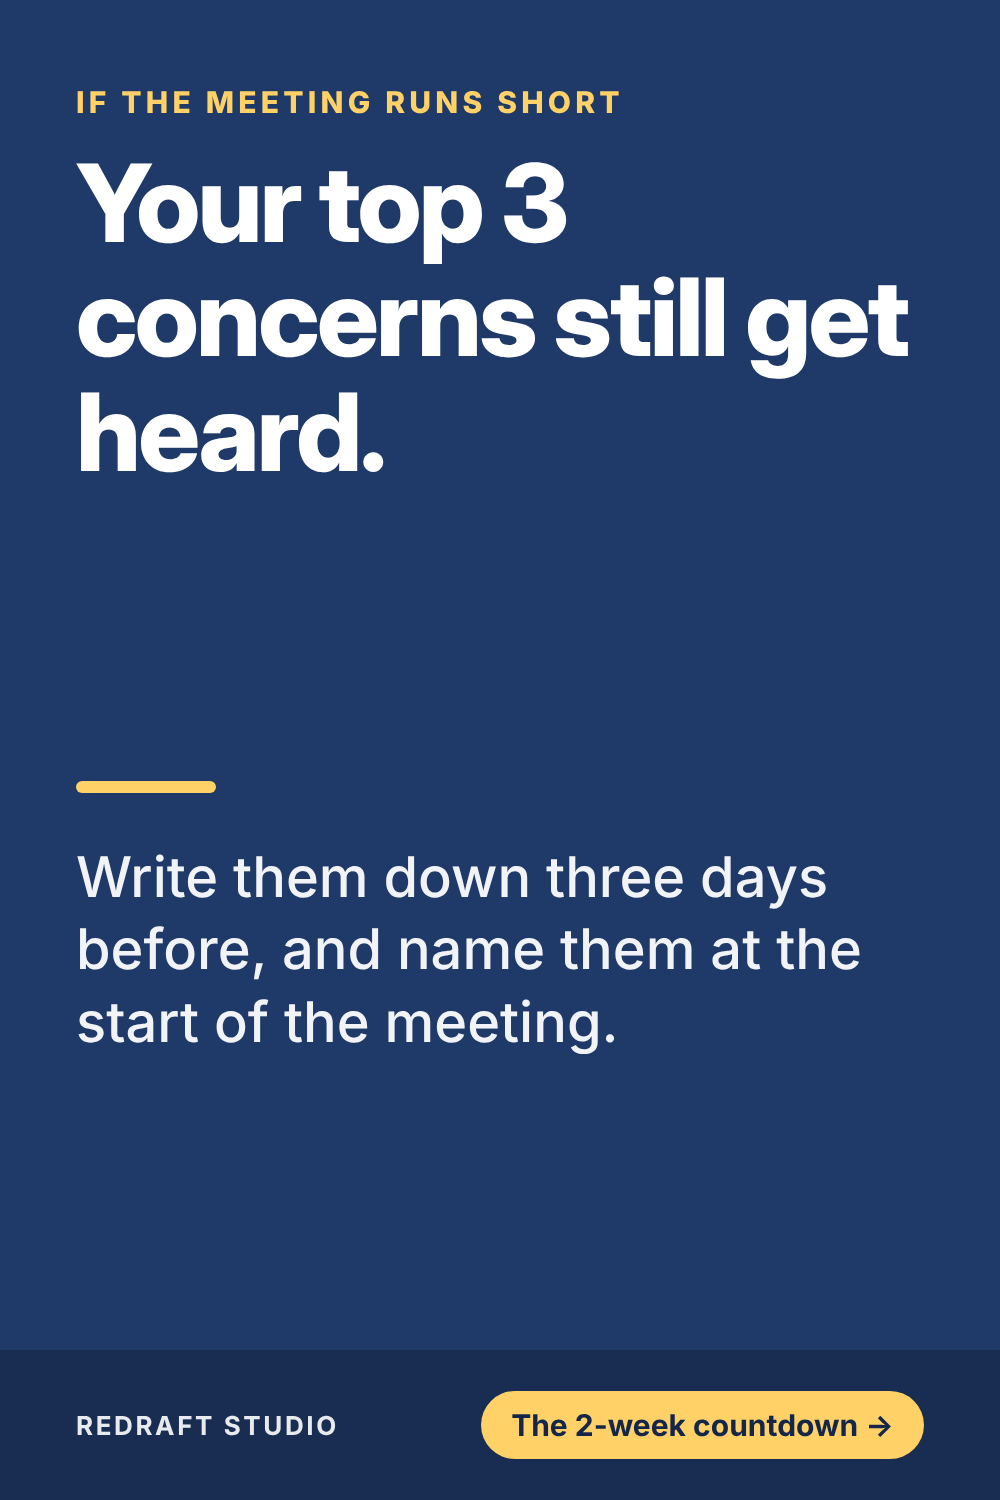 IF THE MEETING RUNS SHORT
Your top 3
concerns still get
heard.
Write them down three days
before, and name them at the
start of the meeting.
REDRAFT STUDIO
The 2-week countdown →